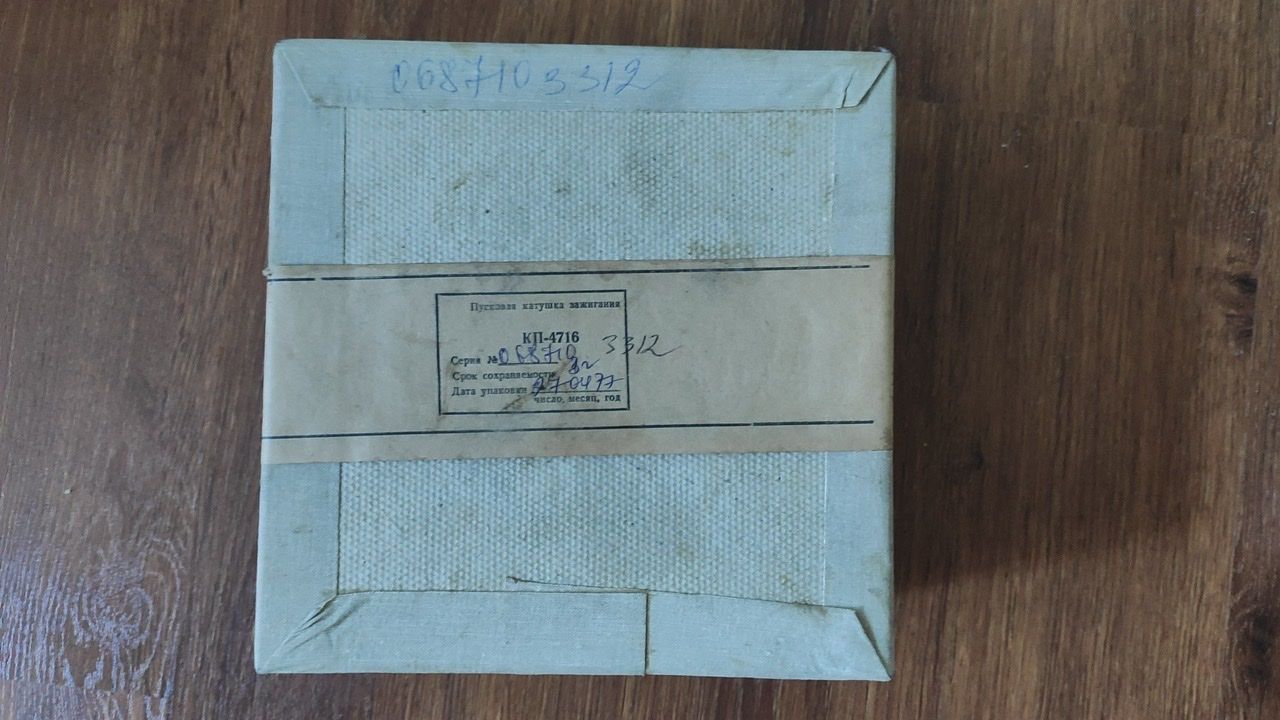 0687103312
Пусковая катушка зажигания
КП-4716
Серия № 068710 3312
Срок сохраняемости 3г
Дата упаковки 270477
число, месяц, год